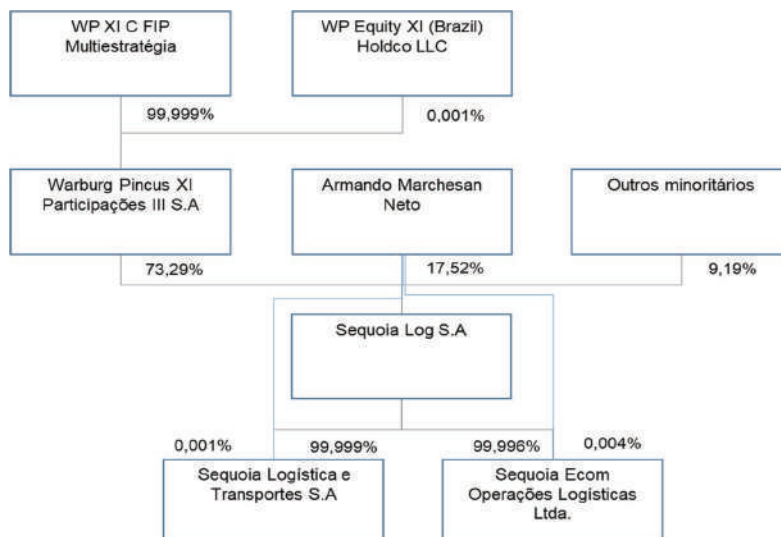 WP XI C FIP
Multiestratégia
WP Equity XI (Brazil)
Holdco LLC
99,999%
0,001%
Warburg Pincus XI
Participações III S.A
Armando Marchesan
Neto
Outros minoritários
73,29%
17,52%
9,19%
Sequoia Log S.A
0,001%
99,999%
99,996%
0,004%
Sequoia Logística e
Transportes S.A
Sequoia Ecom
Operações Logísticas
Ltda.